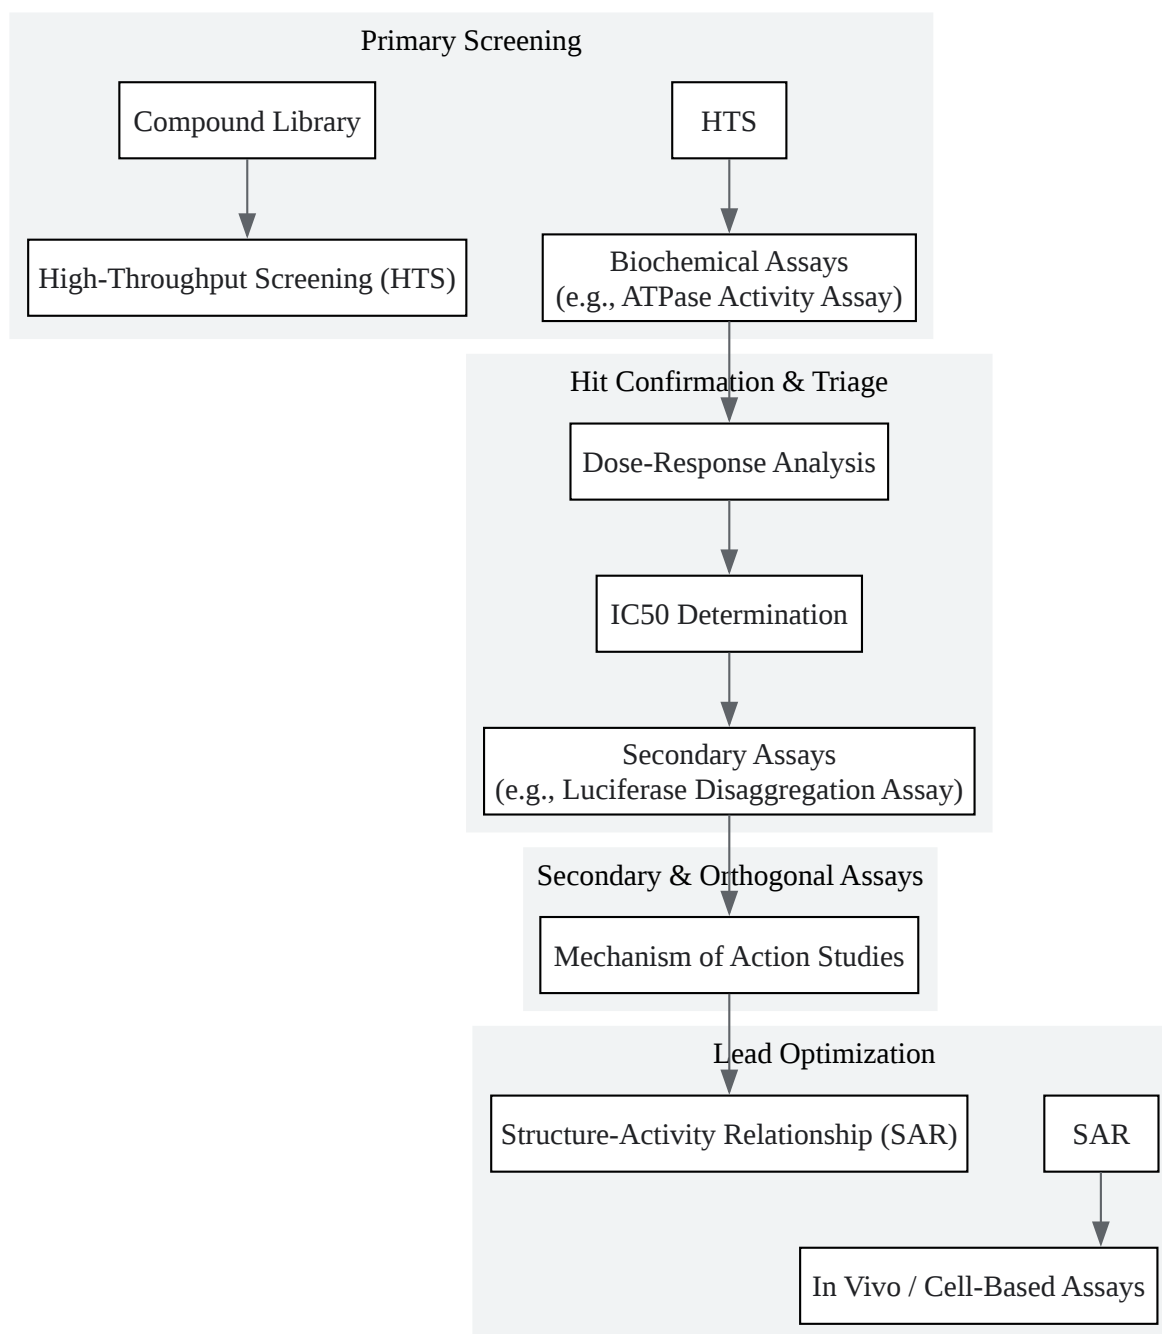 Primary Screening
Compound Library
HTS
High-Throughput Screening (HTS)
Biochemical Assays
(e.g., ATPase Activity Assay)
Hit Confirmation & Triage
Dose-Response Analysis
IC50 Determination
Secondary Assays
(e.g., Luciferase Disaggregation Assay)
Secondary & Orthogonal Assays
Mechanism of Action Studies
Lead Optimization
Structure-Activity Relationship (SAR)
SAR
In Vivo / Cell-Based Assays